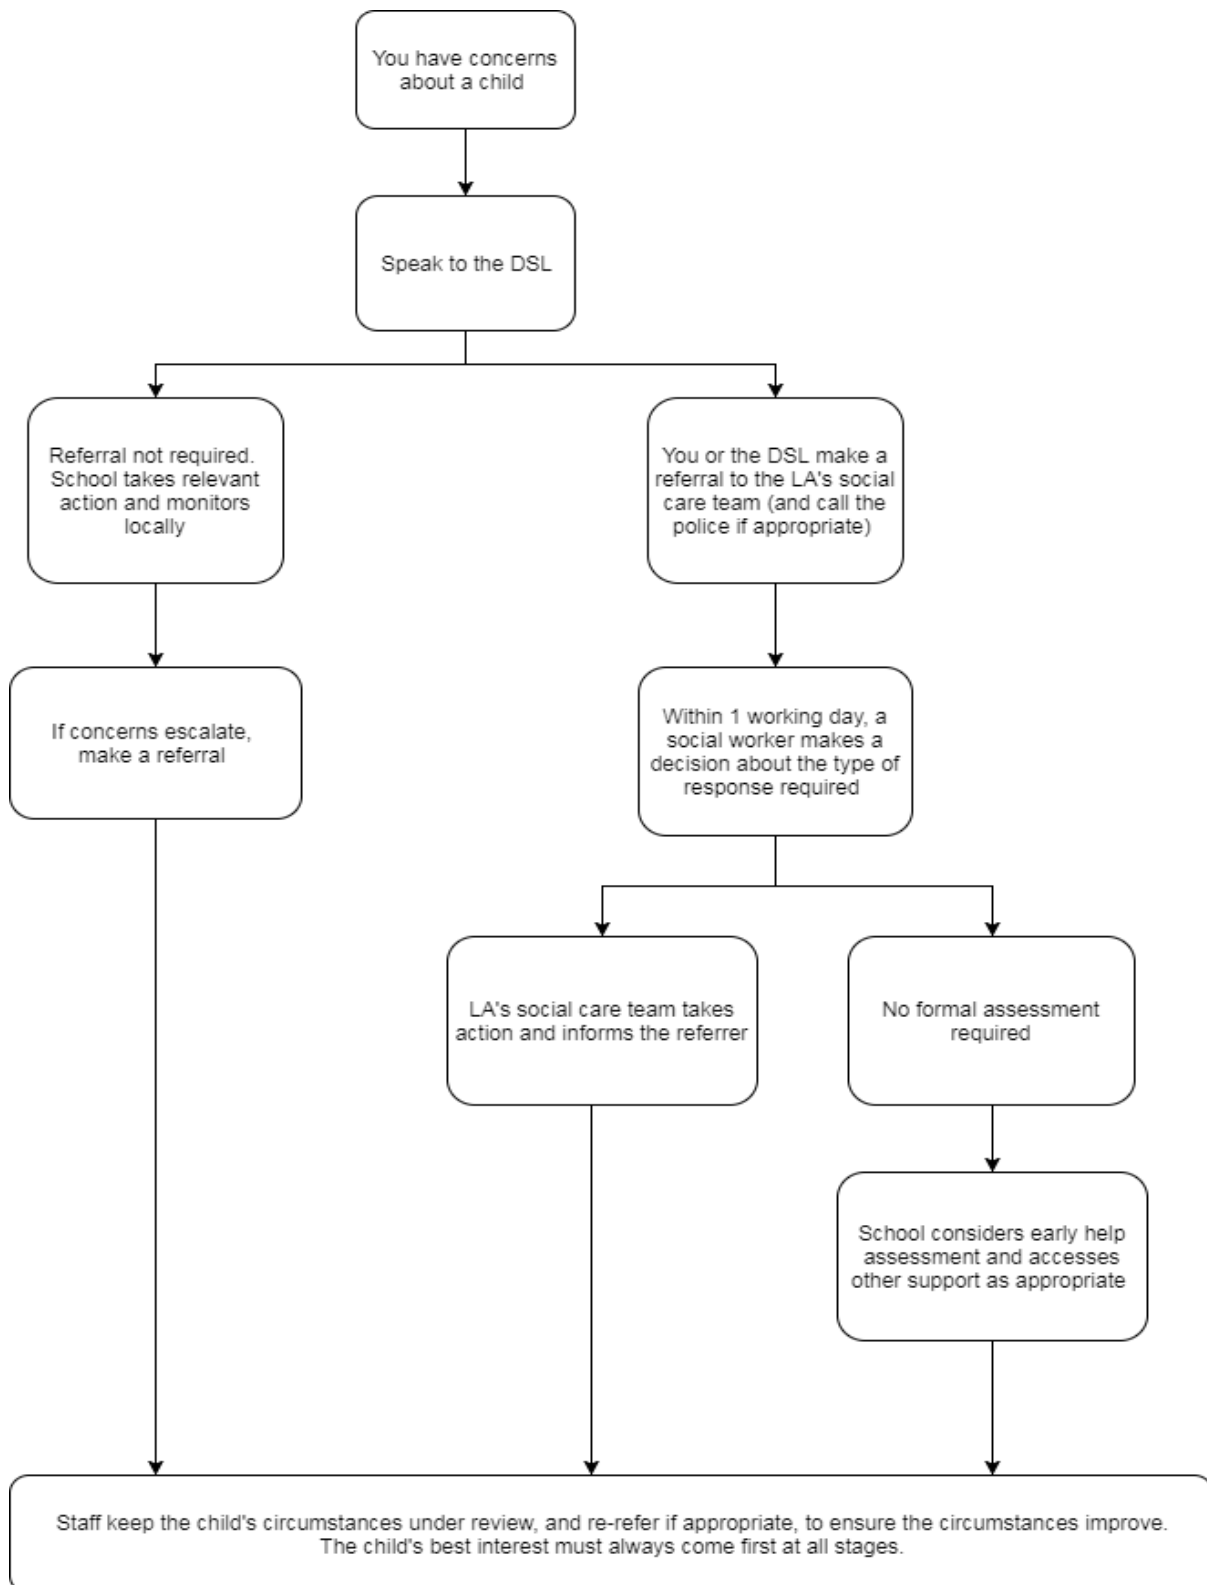 You have concerns
about a child
Speak to the DSL
Referral not required.
School takes relevant
action and monitors
locally
You or the DSL make a
referral to the LA's social
care team (and call the
police if appropriate)
If concerns escalate,
make a referral
Within 1 working day, a
social worker makes a
decision about the type of
response required
LA's social care team takes
action and informs the referrer
No formal assessment
required
School considers early help
assessment and accesses
other support as appropriate
Staff keep the child's circumstances under review, and re-refer if appropriate, to ensure the circumstances improve.
The child's best interest must always come first at all stages.